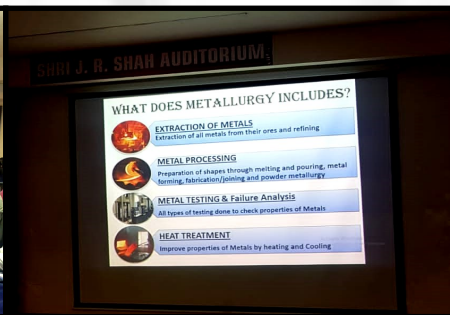 SHRI J. R. SHAH AUDITORIUM
WHAT DOES METALLURGY INCLUDES?
EXTRACTION OF METALS
Extraction of all metals from their ores and refining
METAL PROCESSING
Preparation of shapes through melting and pouring, metal
forming, fabrication/joining and powder metallurgy
METAL TESTING & Failure Analysis
All types of testing done to check properties of Metals
HEAT TREATMENT
Improve properties of Metals by heating and Cooling